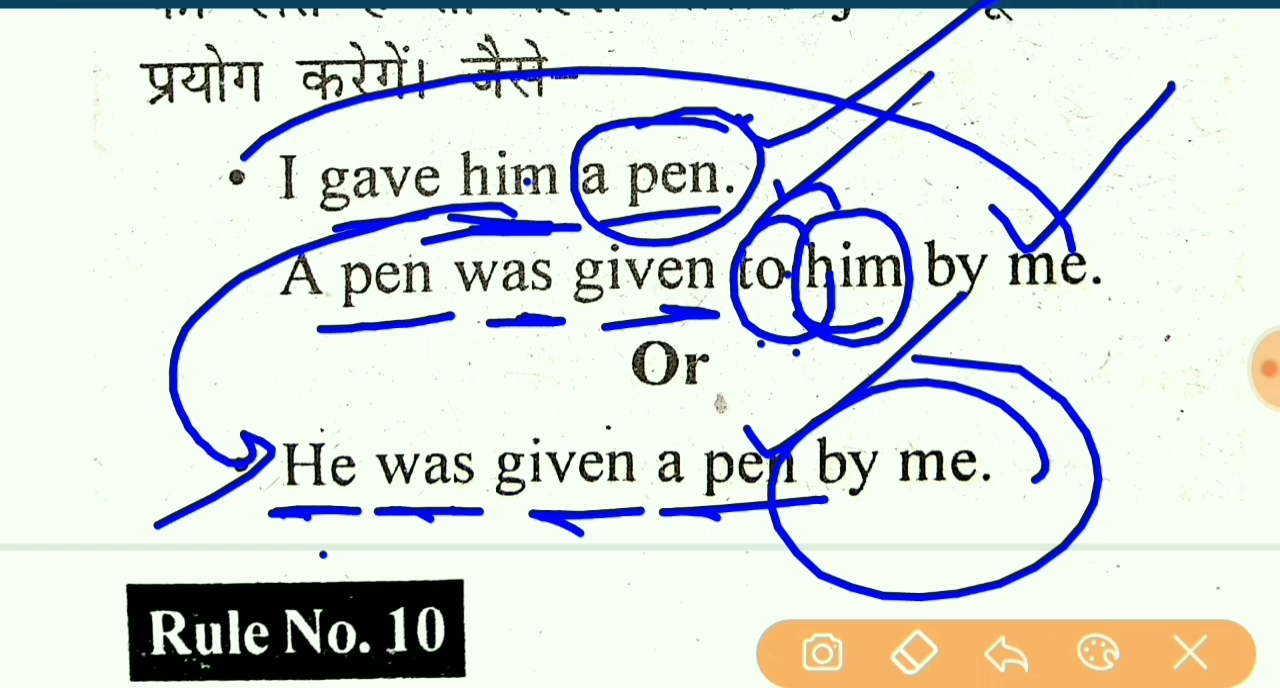 प्रयोग करेगें। जैसे—
• I gave him a pen.
A pen was given to him by me.
Or
He was given a pen by me.
Rule No. 10